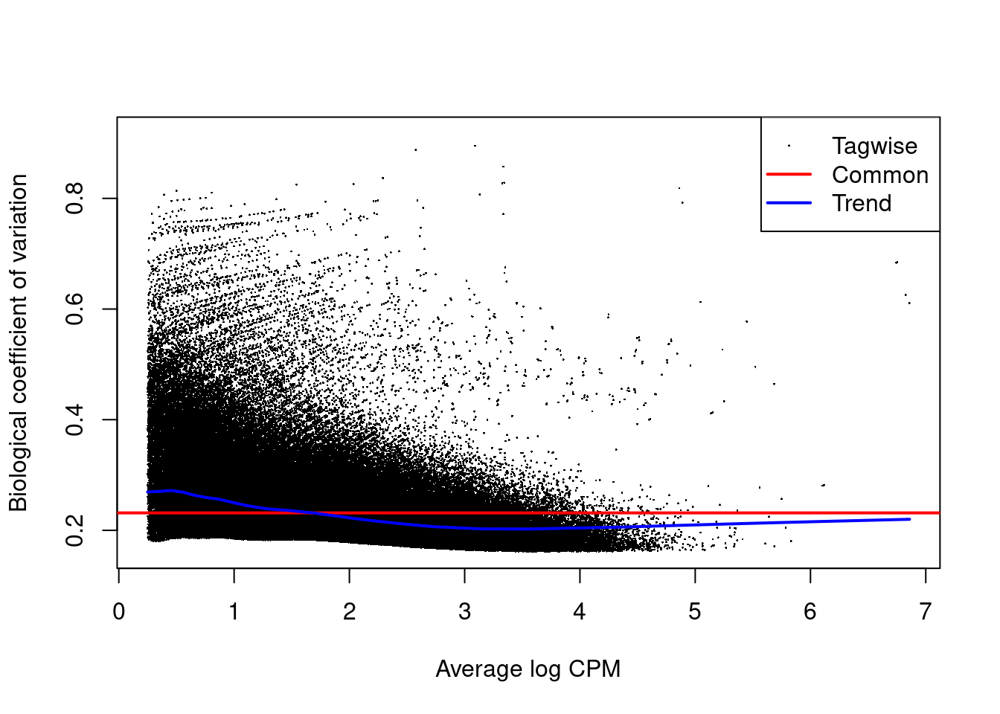 Tagwise
Common
Trend
Biological coefficient of variation
0.8
0.6
0.4
0.2
0 1 2 3 4 5 6 7
Average log CPM